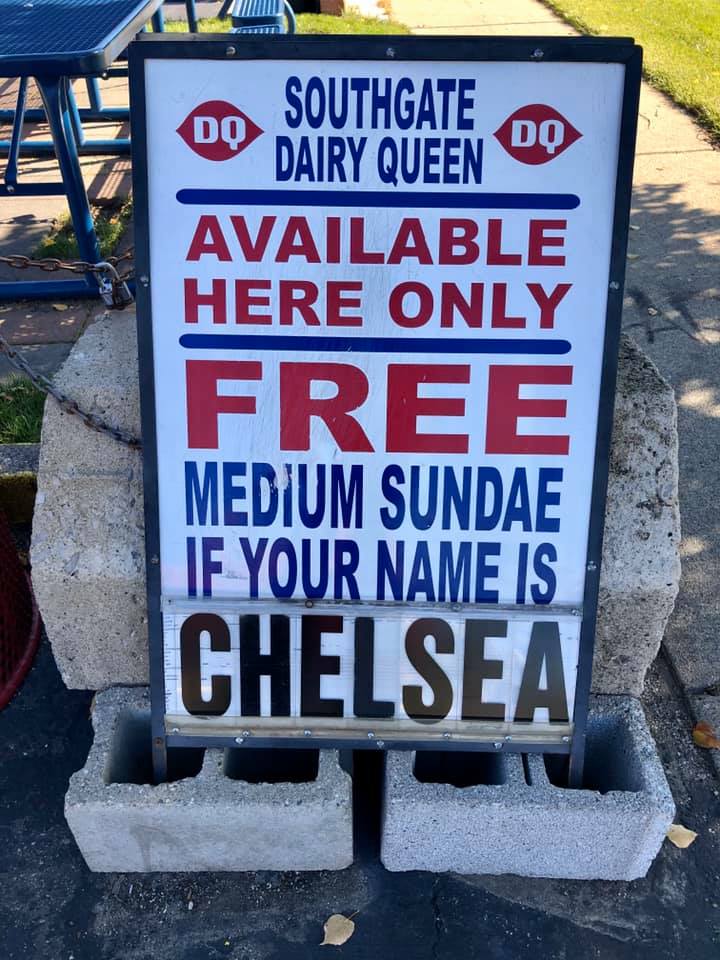 SOUTHGATE
DQ DAIRY QUEEN DQ
AVAILABLE
HERE ONLY
FREE
MEDIUM SUNDAE
IF YOUR NAME IS
CHELSEA